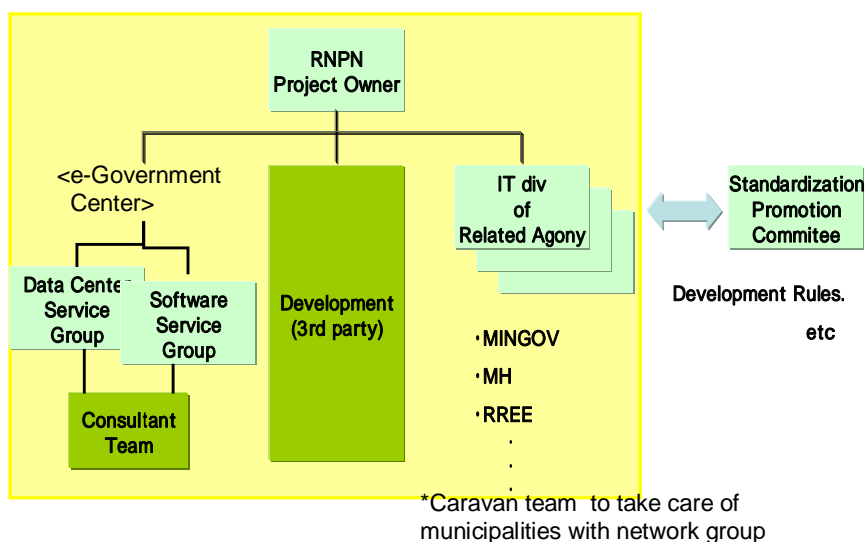 RNPN
Project Owner
<e-Government
Center>
IT div
of
Related Agony
Standardization
Promotion
Commitee
Data Center
Service
Group
Software
Service
Group
Development
(3rd party)
Development Rules.
etc
・MINGOV
・MH
・RREE
・
・
・
Consultant
Team
*Caravan team to take care of
municipalities with network group